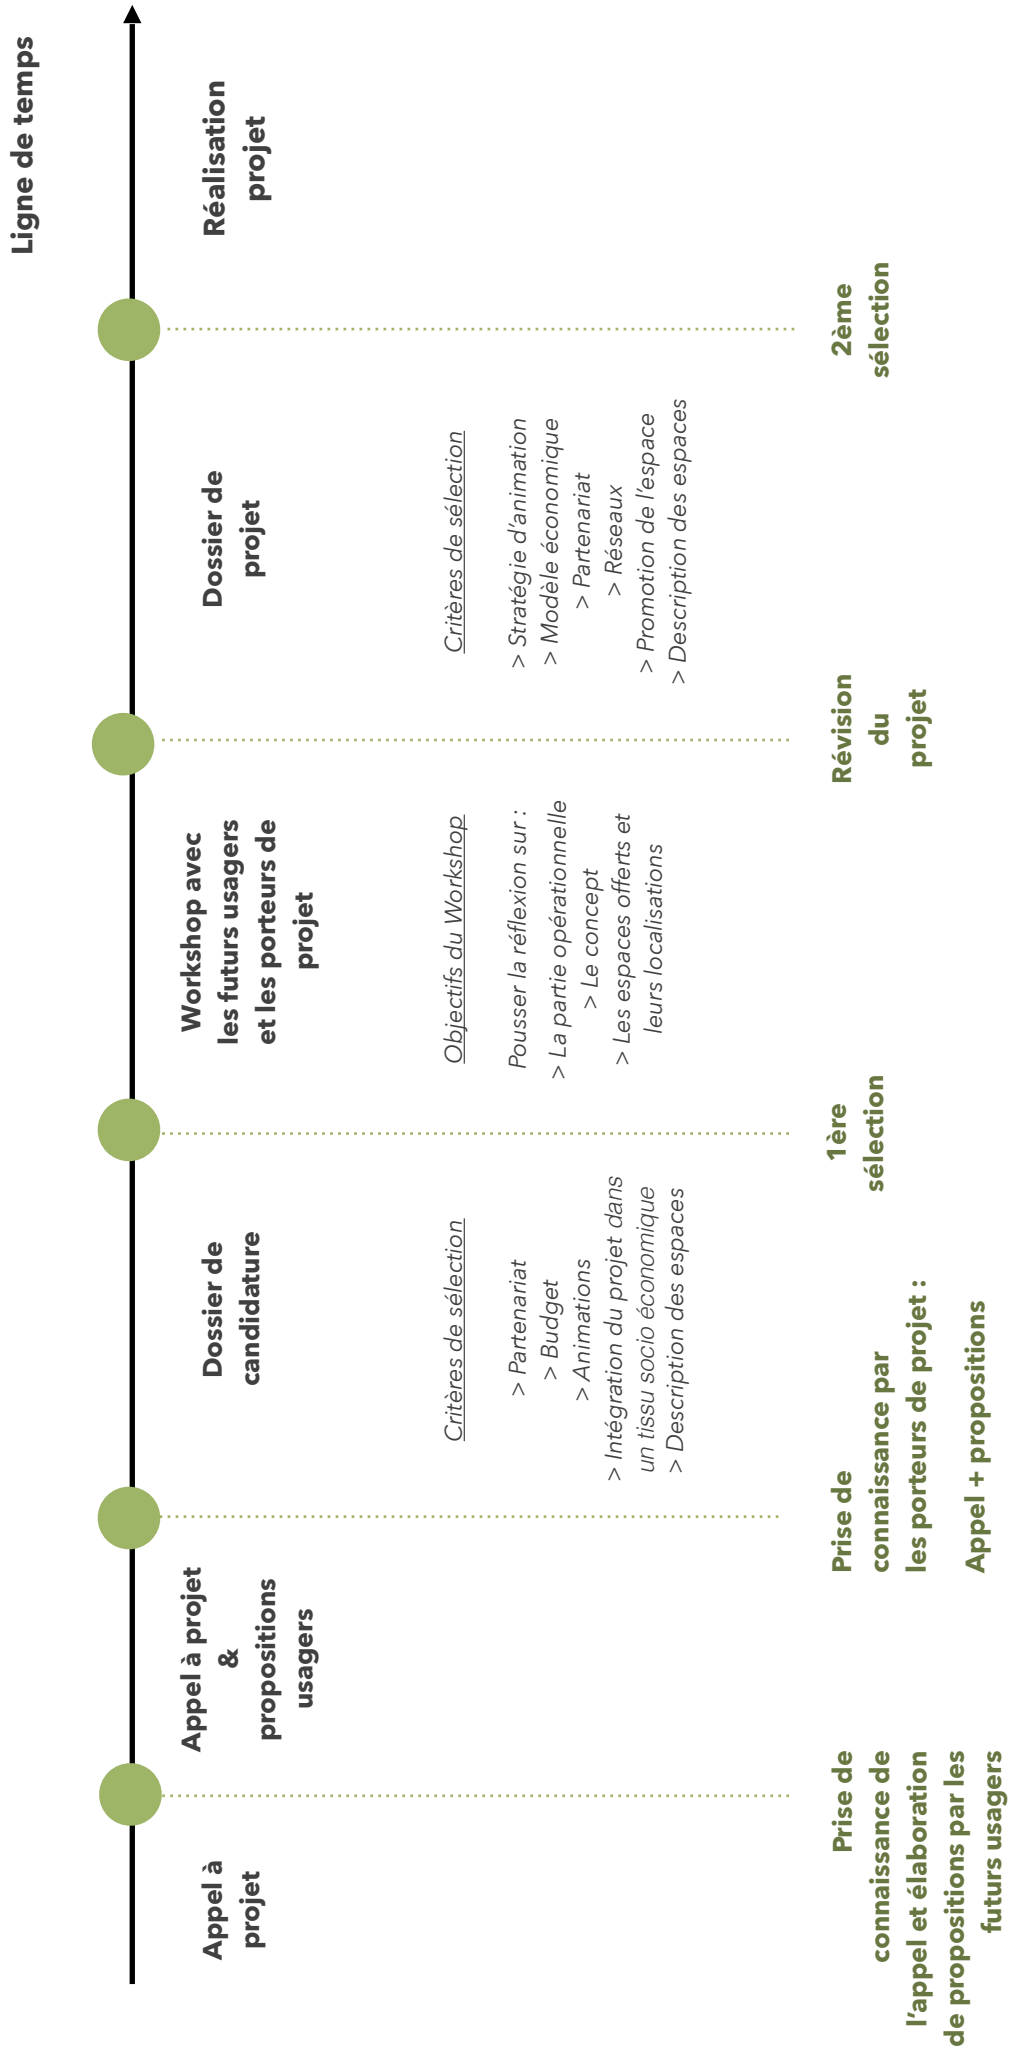 Ligne de temps
Appel à
projet
Appel à projet
&
propositions
usagers
Dossier de
candidature
Workshop avec
les futurs usagers
et les porteurs de
projet
Dossier de
projet
Réalisation
projet
Critères de sélection
> Partenariat
> Budget
> Animations
> Intégration du projet dans
un tissu socio économique
> Description des espaces
Objectifs du Workshop
Pousser la réflexion sur :
> La partie opérationnelle
> Le concept
> Les espaces offerts et
leurs localisations
Critères de sélection
> Stratégie d’animation
> Modèle économique
> Partenariat
> Réseaux
> Promotion de l’espace
> Description des espaces
Prise de
connaissance de
l’appel et élaboration
de propositions par les
futurs usagers
Prise de
connaissance par
les porteurs de projet :
Appel + propositions
1ère
sélection
Révision
du
projet
2ème
sélection